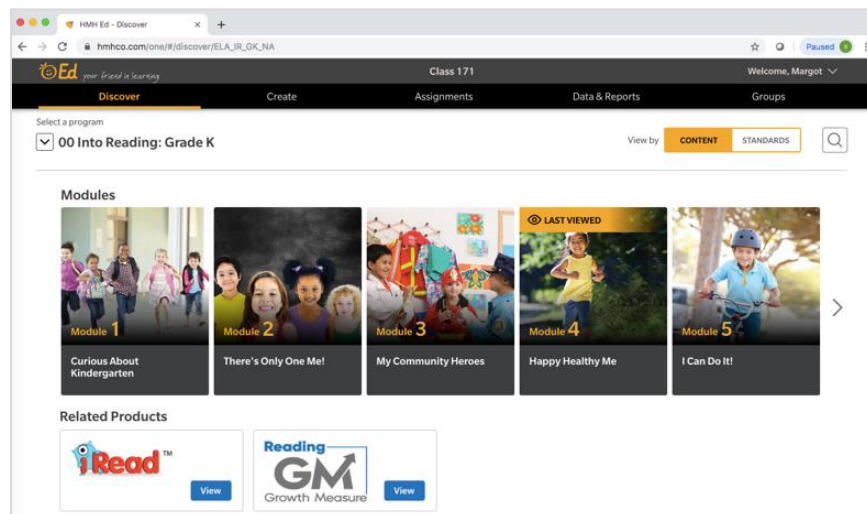 HMH Ed - Discover
hmhco.com/one/#/discover/ELA_IR_GK_NA
Paused
Ed your friend in learning
Class 171
Welcome, Margot
Discover Create Assignments Data & Reports Groups
Select a program
00 Into Reading: Grade K
View by CONTENT STANDARDS
Modules
LAST VIEWED
Module 1 Module 2 Module 3 Module 4 Module 5
Curious About Kindergarten
There's Only One Me!
My Community Heroes
Happy Healthy Me
I Can Do It!
Related Products
iRead™
View
Reading
GM
Growth Measure
View